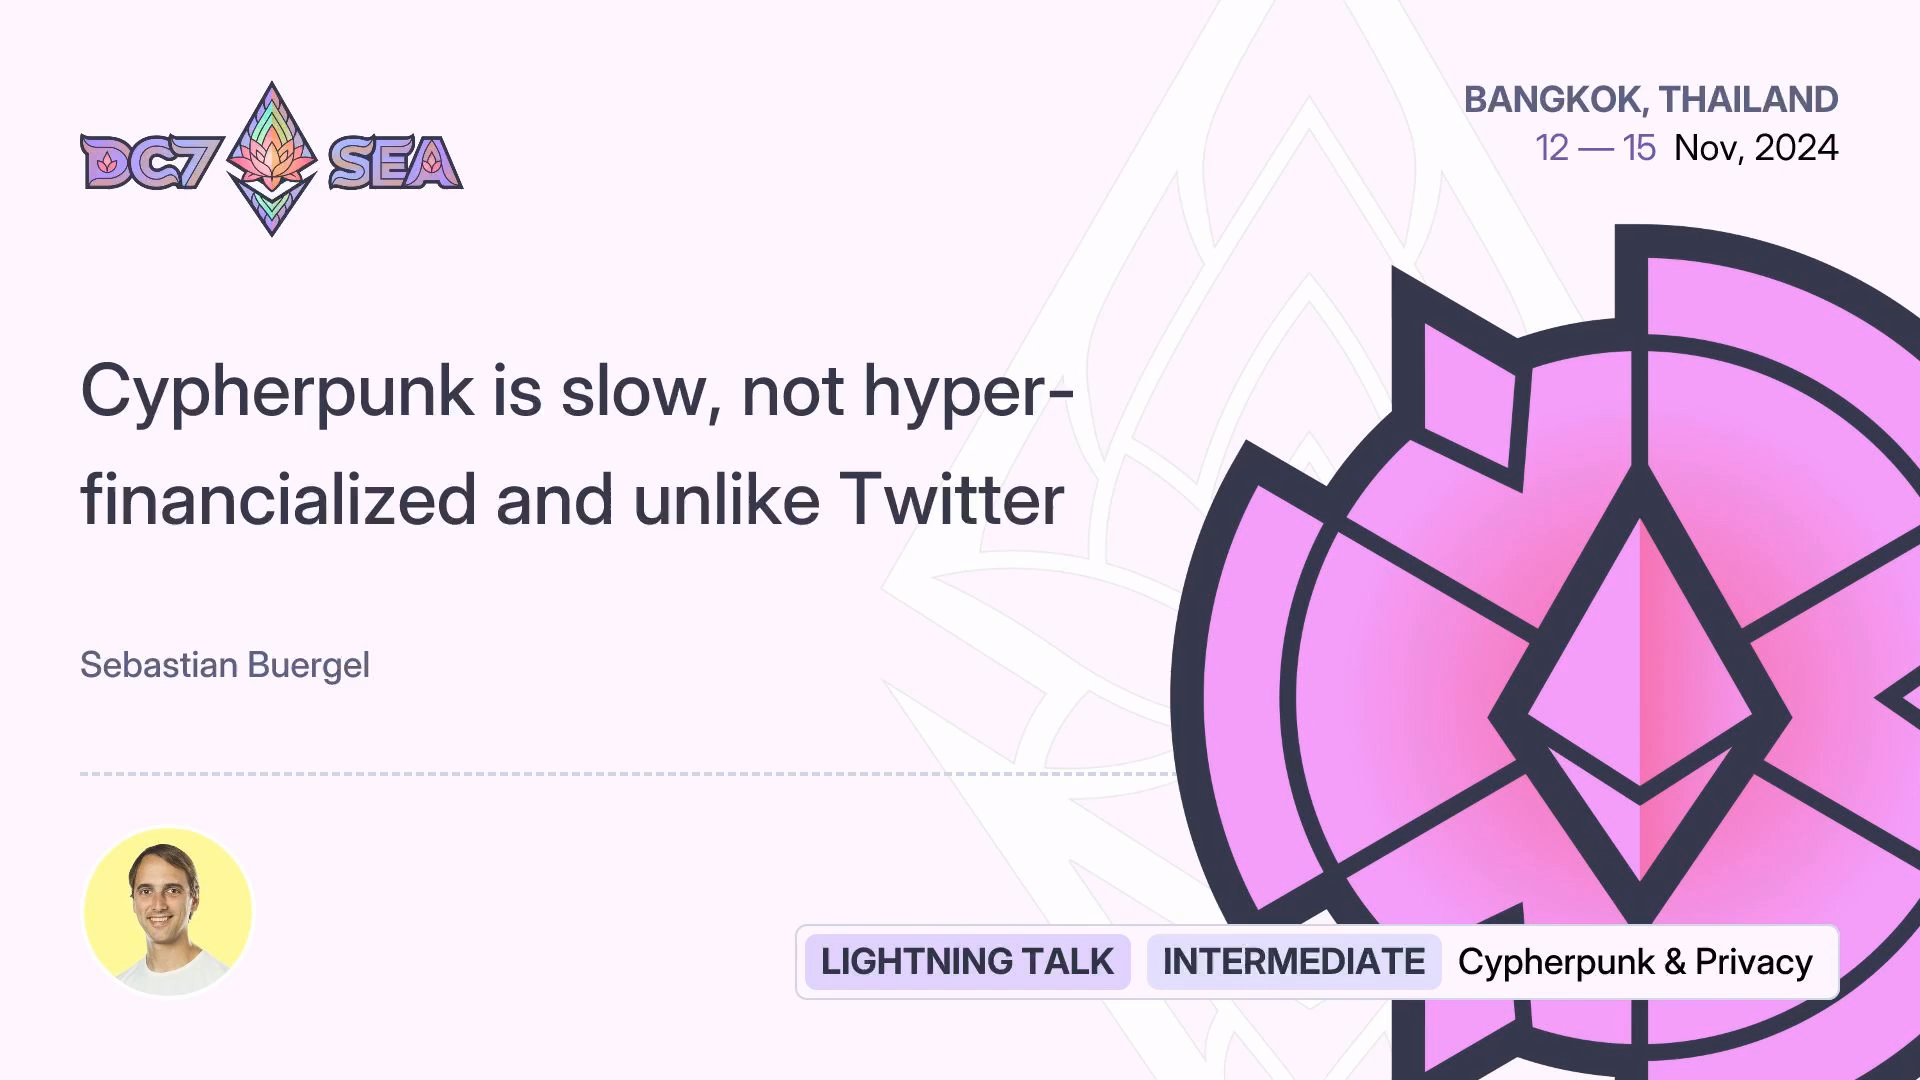 DC7 SEA
BANGKOK, THAILAND
12 — 15 Nov, 2024
Cypherpunk is slow, not hyper-
financialized and unlike Twitter
Sebastian Buergel
LIGHTNING TALK INTERMEDIATE Cypherpunk & Privacy